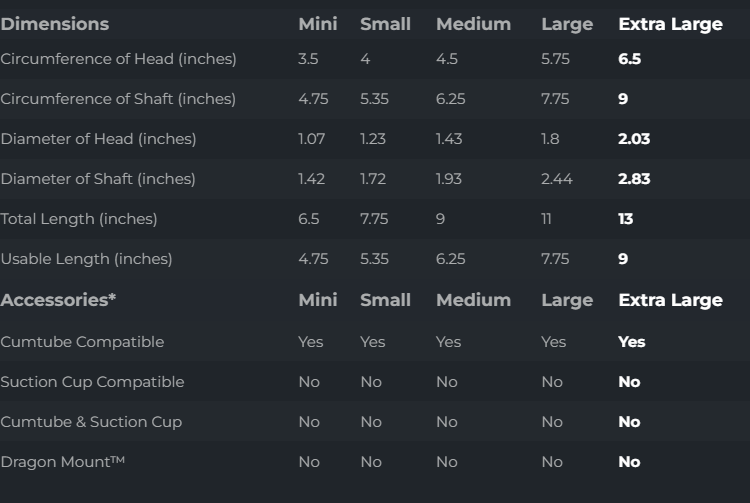 Dimensions Mini Small Medium Large Extra Large
Circumference of Head (inches) 3.5 4 4.5 5.75 6.5
Circumference of Shaft (inches) 4.75 5.35 6.25 7.75 9
Diameter of Head (inches) 1.07 1.23 1.43 1.8 2.03
Diameter of Shaft (inches) 1.42 1.72 1.93 2.44 2.83
Total Length (inches) 6.5 7.75 9 11 13
Usable Length (inches) 4.75 5.35 6.25 7.75 9
Accessories* Mini Small Medium Large Extra Large
Cumtube Compatible Yes Yes Yes Yes Yes
Suction Cup Compatible No No No No No
Cumtube & Suction Cup No No No No No
Dragon Mount™ No No No No No